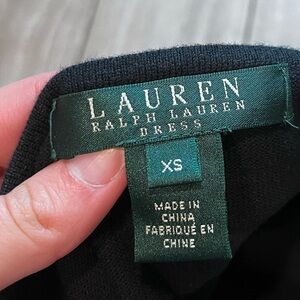 LAUREN
RALPH LAUREN
DRESS
XS
MADE IN
CHINA
FABRIQUÉ EN
CHINE